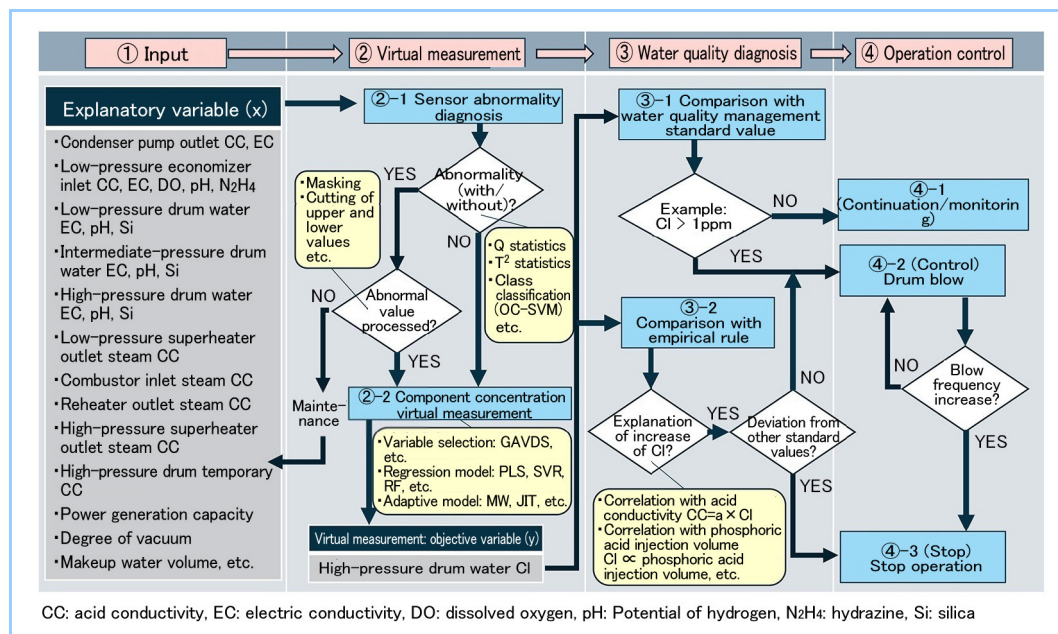 ① Input
② Virtual measurement
③ Water quality diagnosis
④ Operation control
Explanatory variable (x)
・Condenser pump outlet CC, EC
・Low-pressure economizer
inlet CC, EC, DO, pH, N2H4
・Low-pressure drum water
EC, pH, Si
・Intermediate-pressure drum
water EC, pH, Si
・High-pressure drum water
EC, pH, Si
・Low-pressure superheater
outlet steam CC
・Combustor inlet steam CC
・Reheater outlet steam CC
・High-pressure superheater
outlet steam CC
・High-pressure drum temporary
CC
・Power generation capacity
・Degree of vacuum
・Makeup water volume, etc.
②-1 Sensor abnormality
diagnosis
Abnormality
(with/
without)?
YES
NO
・Masking
・Cutting of
upper and
lower
values
etc.
・Q statistics
・T² statistics
・Class
classification
(OC-SVM)
etc.
Abnormal
value
processed?
NO
YES
Mainte-
nance
②-2 Component concentration
virtual measurement
・Variable selection: GAVDS,
etc.
・Regression model: PLS, SVR,
RF, etc.
・Adaptive model: MW, JIT, etc.
Virtual measurement: objective variable (y)
High-pressure drum water Cl
③-1 Comparison with
water quality management
standard value
Example:
Cl > 1ppm
NO
YES
③-2
Comparison with
empirical rule
Explanation
of increase
of Cl?
YES
Deviation from
other standard
values?
NO
YES
・Correlation with acid
conductivity CC=a×Cl
・Correlation with phosphoric
acid injection volume
Cl ∝ phosphoric acid
injection volume, etc.
④-1
(Continuation/monitorin
g)
④-2 (Control)
Drum blow
NO
Blow
frequency
increase?
YES
④-3 (Stop)
Stop operation
CC: acid conductivity, EC: electric conductivity, DO: dissolved oxygen, pH: Potential of hydrogen, N2H4: hydrazine, Si: silica